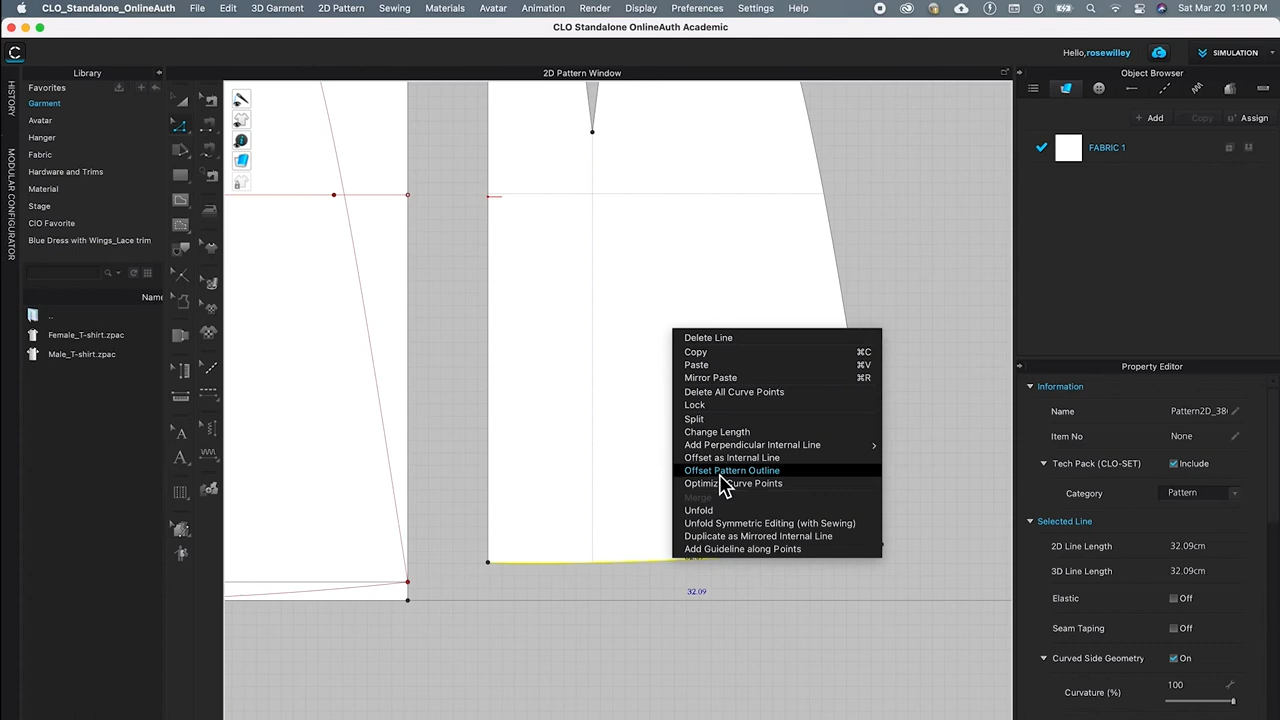 CLO Standalone_OnlineAuth File Edit 3D Garment 2D Pattern Sewing Materials Avatar Animation Render Display Preferences Settings Help Sat Mar 20 1:10 PM
CLO Standalone OnlineAuth Academic
Hello, rosewilley SIMULATION
HISTORY
MODULAR CONFIGURATOR
Library
Favorites
Garment
Avatar
Hanger
Fabric
Hardware and Trims
Material
Stage
ClO Favorite
Blue Dress with Wings_Lace trim
Name
..
Female_T-shirt.zpac
Male_T-shirt.zpac
2D Pattern Window
Delete Line
Copy ⌘C
Paste ⌘V
Mirror Paste ⌘R
Delete All Curve Points
Lock
Split
Change Length
Add Perpendicular Internal Line
Offset as Internal Line
Offset Pattern Outline
Optimize Curve Points
Merge
Unfold
Unfold Symmetric Editing (with Sewing)
Duplicate as Mirrored Internal Line
Add Guideline along Points
32.09
Object Browser
+ Add Copy Assign
FABRIC 1
Property Editor
Information
Name Pattern2D_38
Item No None
Tech Pack (CLO-SET) Include
Category Pattern
Selected Line
2D Line Length 32.09cm
3D Line Length 32.09cm
Elastic Off
Seam Taping Off
Curved Side Geometry On
Curvature (%) 100